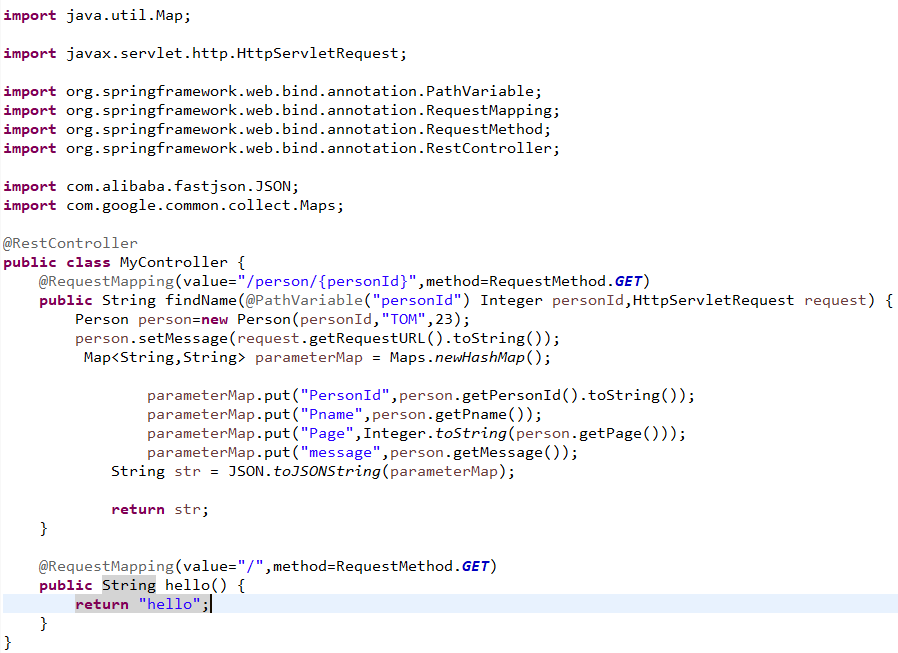 import java.util.Map;
import javax.servlet.http.HttpServletRequest;
import org.springframework.web.bind.annotation.PathVariable;
import org.springframework.web.bind.annotation.RequestMapping;
import org.springframework.web.bind.annotation.RequestMethod;
import org.springframework.web.bind.annotation.RestController;
import com.alibaba.fastjson.JSON;
import com.google.common.collect.Maps;
@RestController
public class MyController {
    @RequestMapping(value="/person/{personId}",method=RequestMethod.GET)
    public String findName(@PathVariable("personId") Integer personId,HttpServletRequest request) {
        Person person=new Person(personId,"TOM",23);
        person.setMessage(request.getRequestURL().toString());
         Map<String,String> parameterMap = Maps.newHashMap();
                parameterMap.put("PersonId",person.getPersonId().toString());
                parameterMap.put("Pname",person.getPname());
                parameterMap.put("Page",Integer.toString(person.getPage()));
                parameterMap.put("message",person.getMessage());
            String str = JSON.toJSONString(parameterMap);
            return str;
    }
    @RequestMapping(value="/",method=RequestMethod.GET)
    public String hello() {
        return "hello";
    }
}